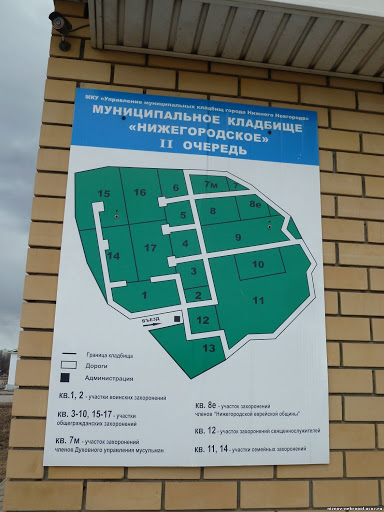 МКУ «Управление муниципальных кладбищ города Нижнего Новгорода»
МУНИЦИПАЛЬНОЕ КЛАДБИЩЕ
«НИЖЕГОРОДСКОЕ»
II ОЧЕРЕДЬ
15
16
6
7м
7
5
8
8е
14
17
4
9
3
10
1
2
11
ВЪЕЗД
12
13
Граница кладбища
Дороги
Администрация
кв. 1, 2 - участки воинских захоронений
кв. 3-10, 15-17 - участки
общегражданских захоронений
кв. 7м - участок захоронений
членов Духовного управления мусульман
кв. 8е - участок захоронений
членов "Нижегородской еврейской общины"
кв. 12 - участок захоронений священнослужителей
кв. 11, 14 - участки семейных захоронений